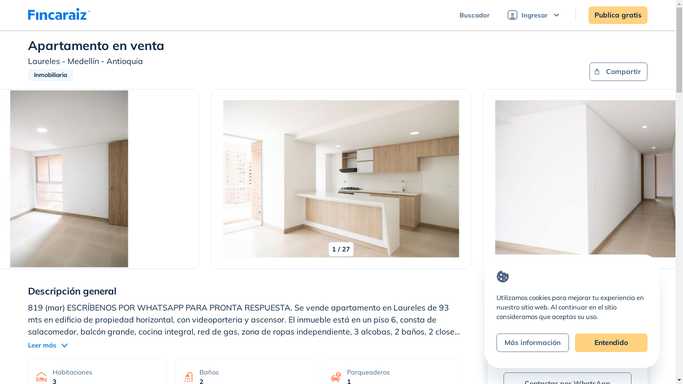 Fincaraiz
Buscador
Ingresar
Publica gratis
Apartamento en venta
Laureles - Medellín - Antioquia
Inmobiliaria
Compartir
1 / 27
Descripción general
819 (mar) ESCRÍBENOS POR WHATSAPP PARA PRONTA RESPUESTA. Se vende apartamento en Laureles de 93
mts en edificio de propiedad horizontal, con videoportería y ascensor. El inmueble está en un piso 6, consta de
salacomedor, balcón grande, cocina integral, red de gas, zona de ropas independiente, 3 alcobas, 2 baños, 2 close...
Leer más
Habitaciones
3
Baños
2
Parqueaderos
1
Utilizamos cookies para mejorar tu experiencia en
nuestro sitio web. Al continuar en el sitio
consideramos que aceptas su uso.
Más información
Entendido
Contactar por WhatsApp